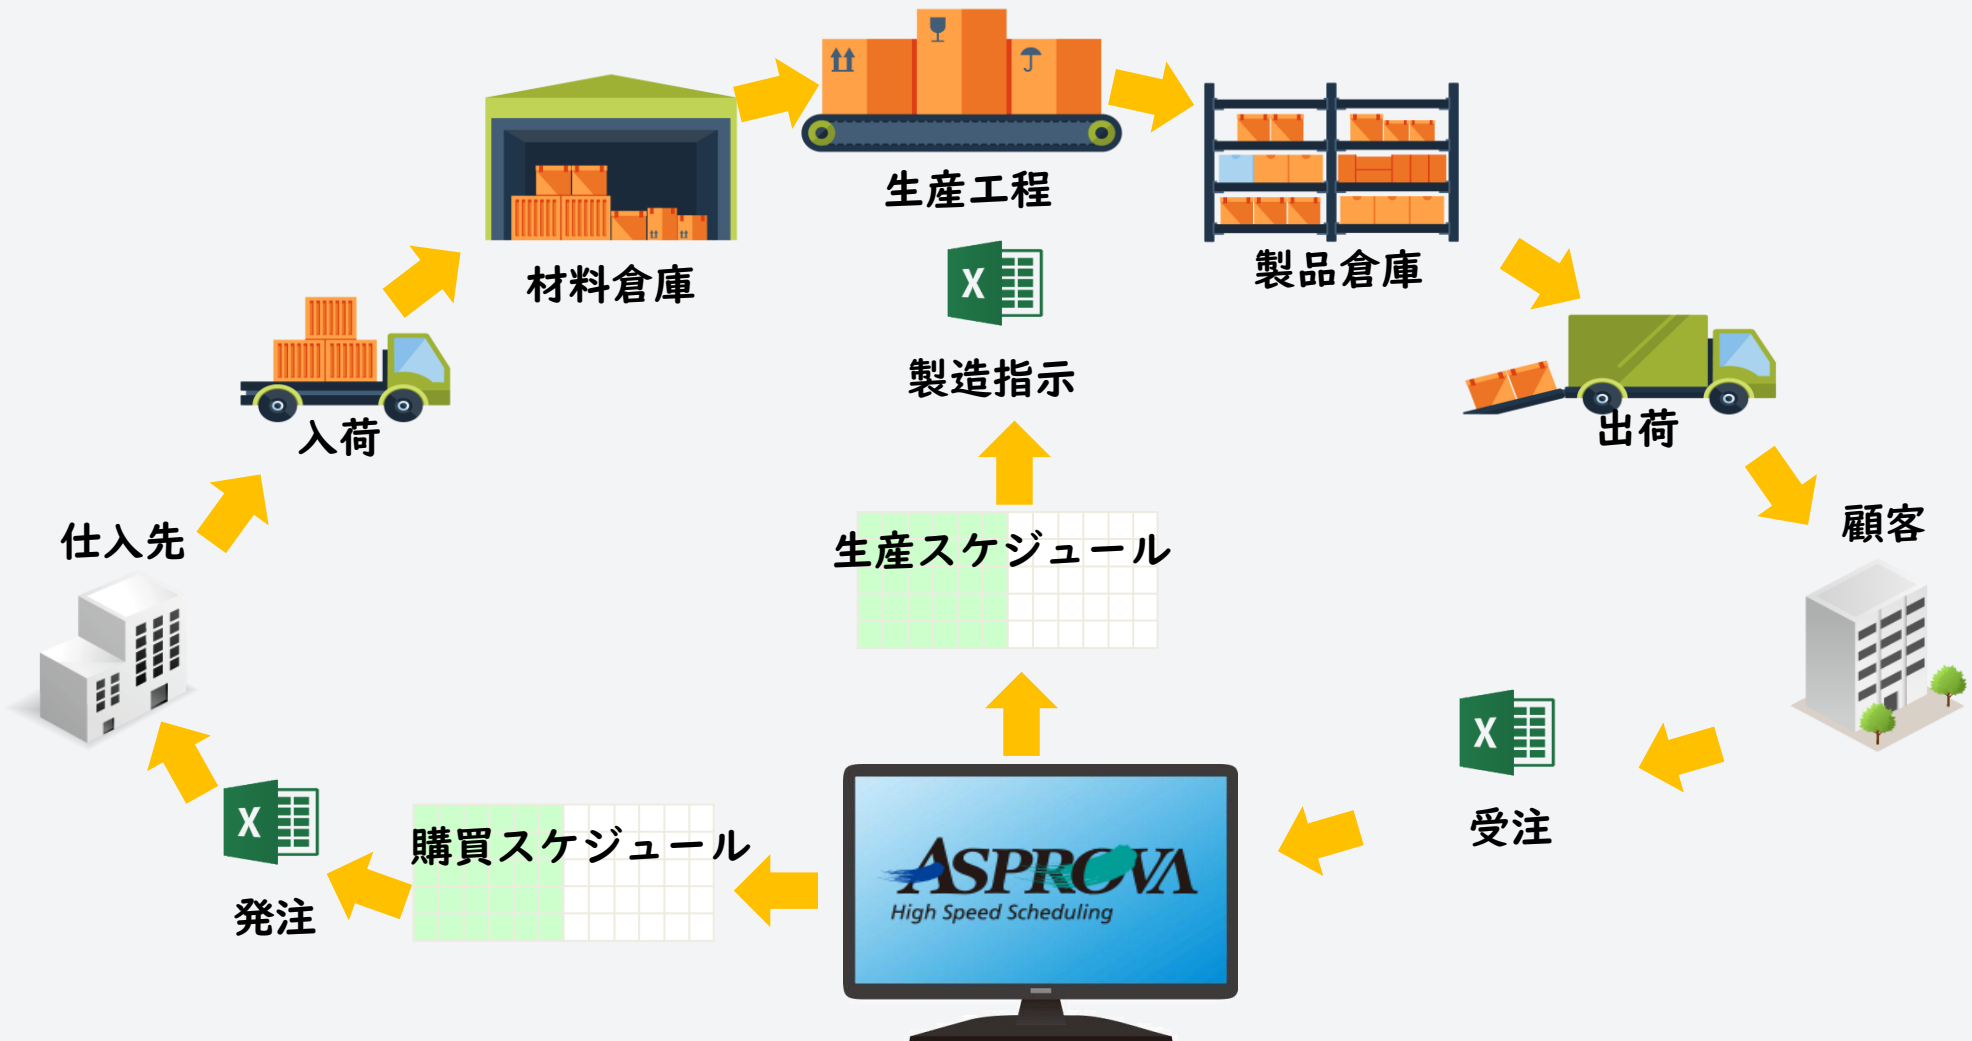 生産工程
材料倉庫
製品倉庫
X
製造指示
入荷
出荷
仕入先
顧客
生産スケジュール
X
受注
X
購買スケジュール
発注
ASPROVA
High Speed Scheduling